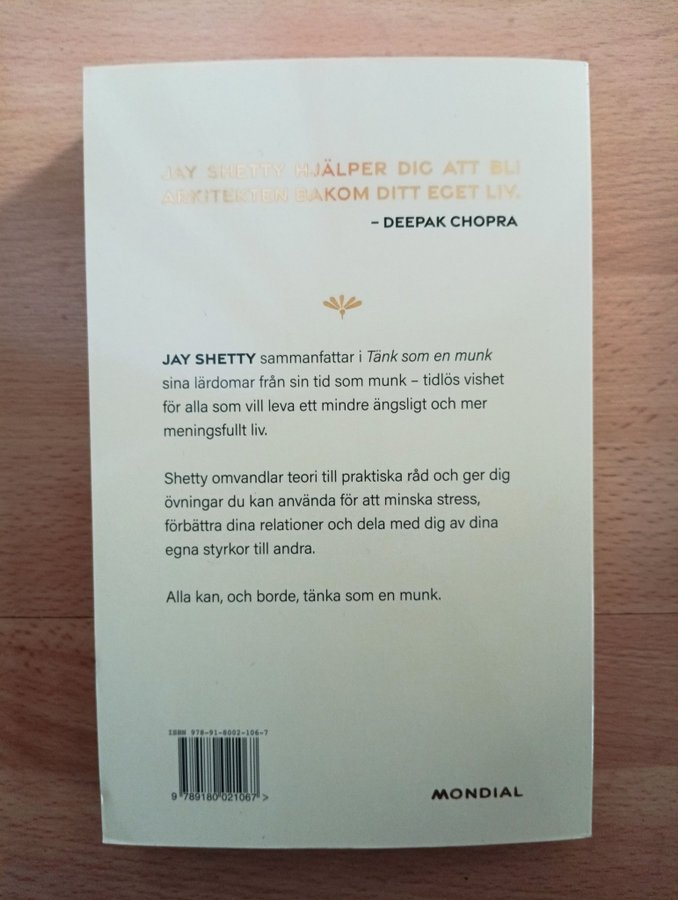 JAY SHETTY HJÄLPER DIG ATT BLI
ARKITEKTEN BAKOM DITT EGET LIV.
– DEEPAK CHOPRA
JAY SHETTY sammanfattar i Tänk som en munk
sina lärdomar från sin tid som munk – tidlös vishet
för alla som vill leva ett mindre ängsligt och mer
meningsfullt liv.
Shetty omvandlar teori till praktiska råd och ger dig
övningar du kan använda för att minska stress,
förbättra dina relationer och dela med dig av dina
egna styrkor till andra.
Alla kan, och borde, tänka som en munk.
ISBN 978-91-8002-106-7
9 789180 021067 >
MONDIAL